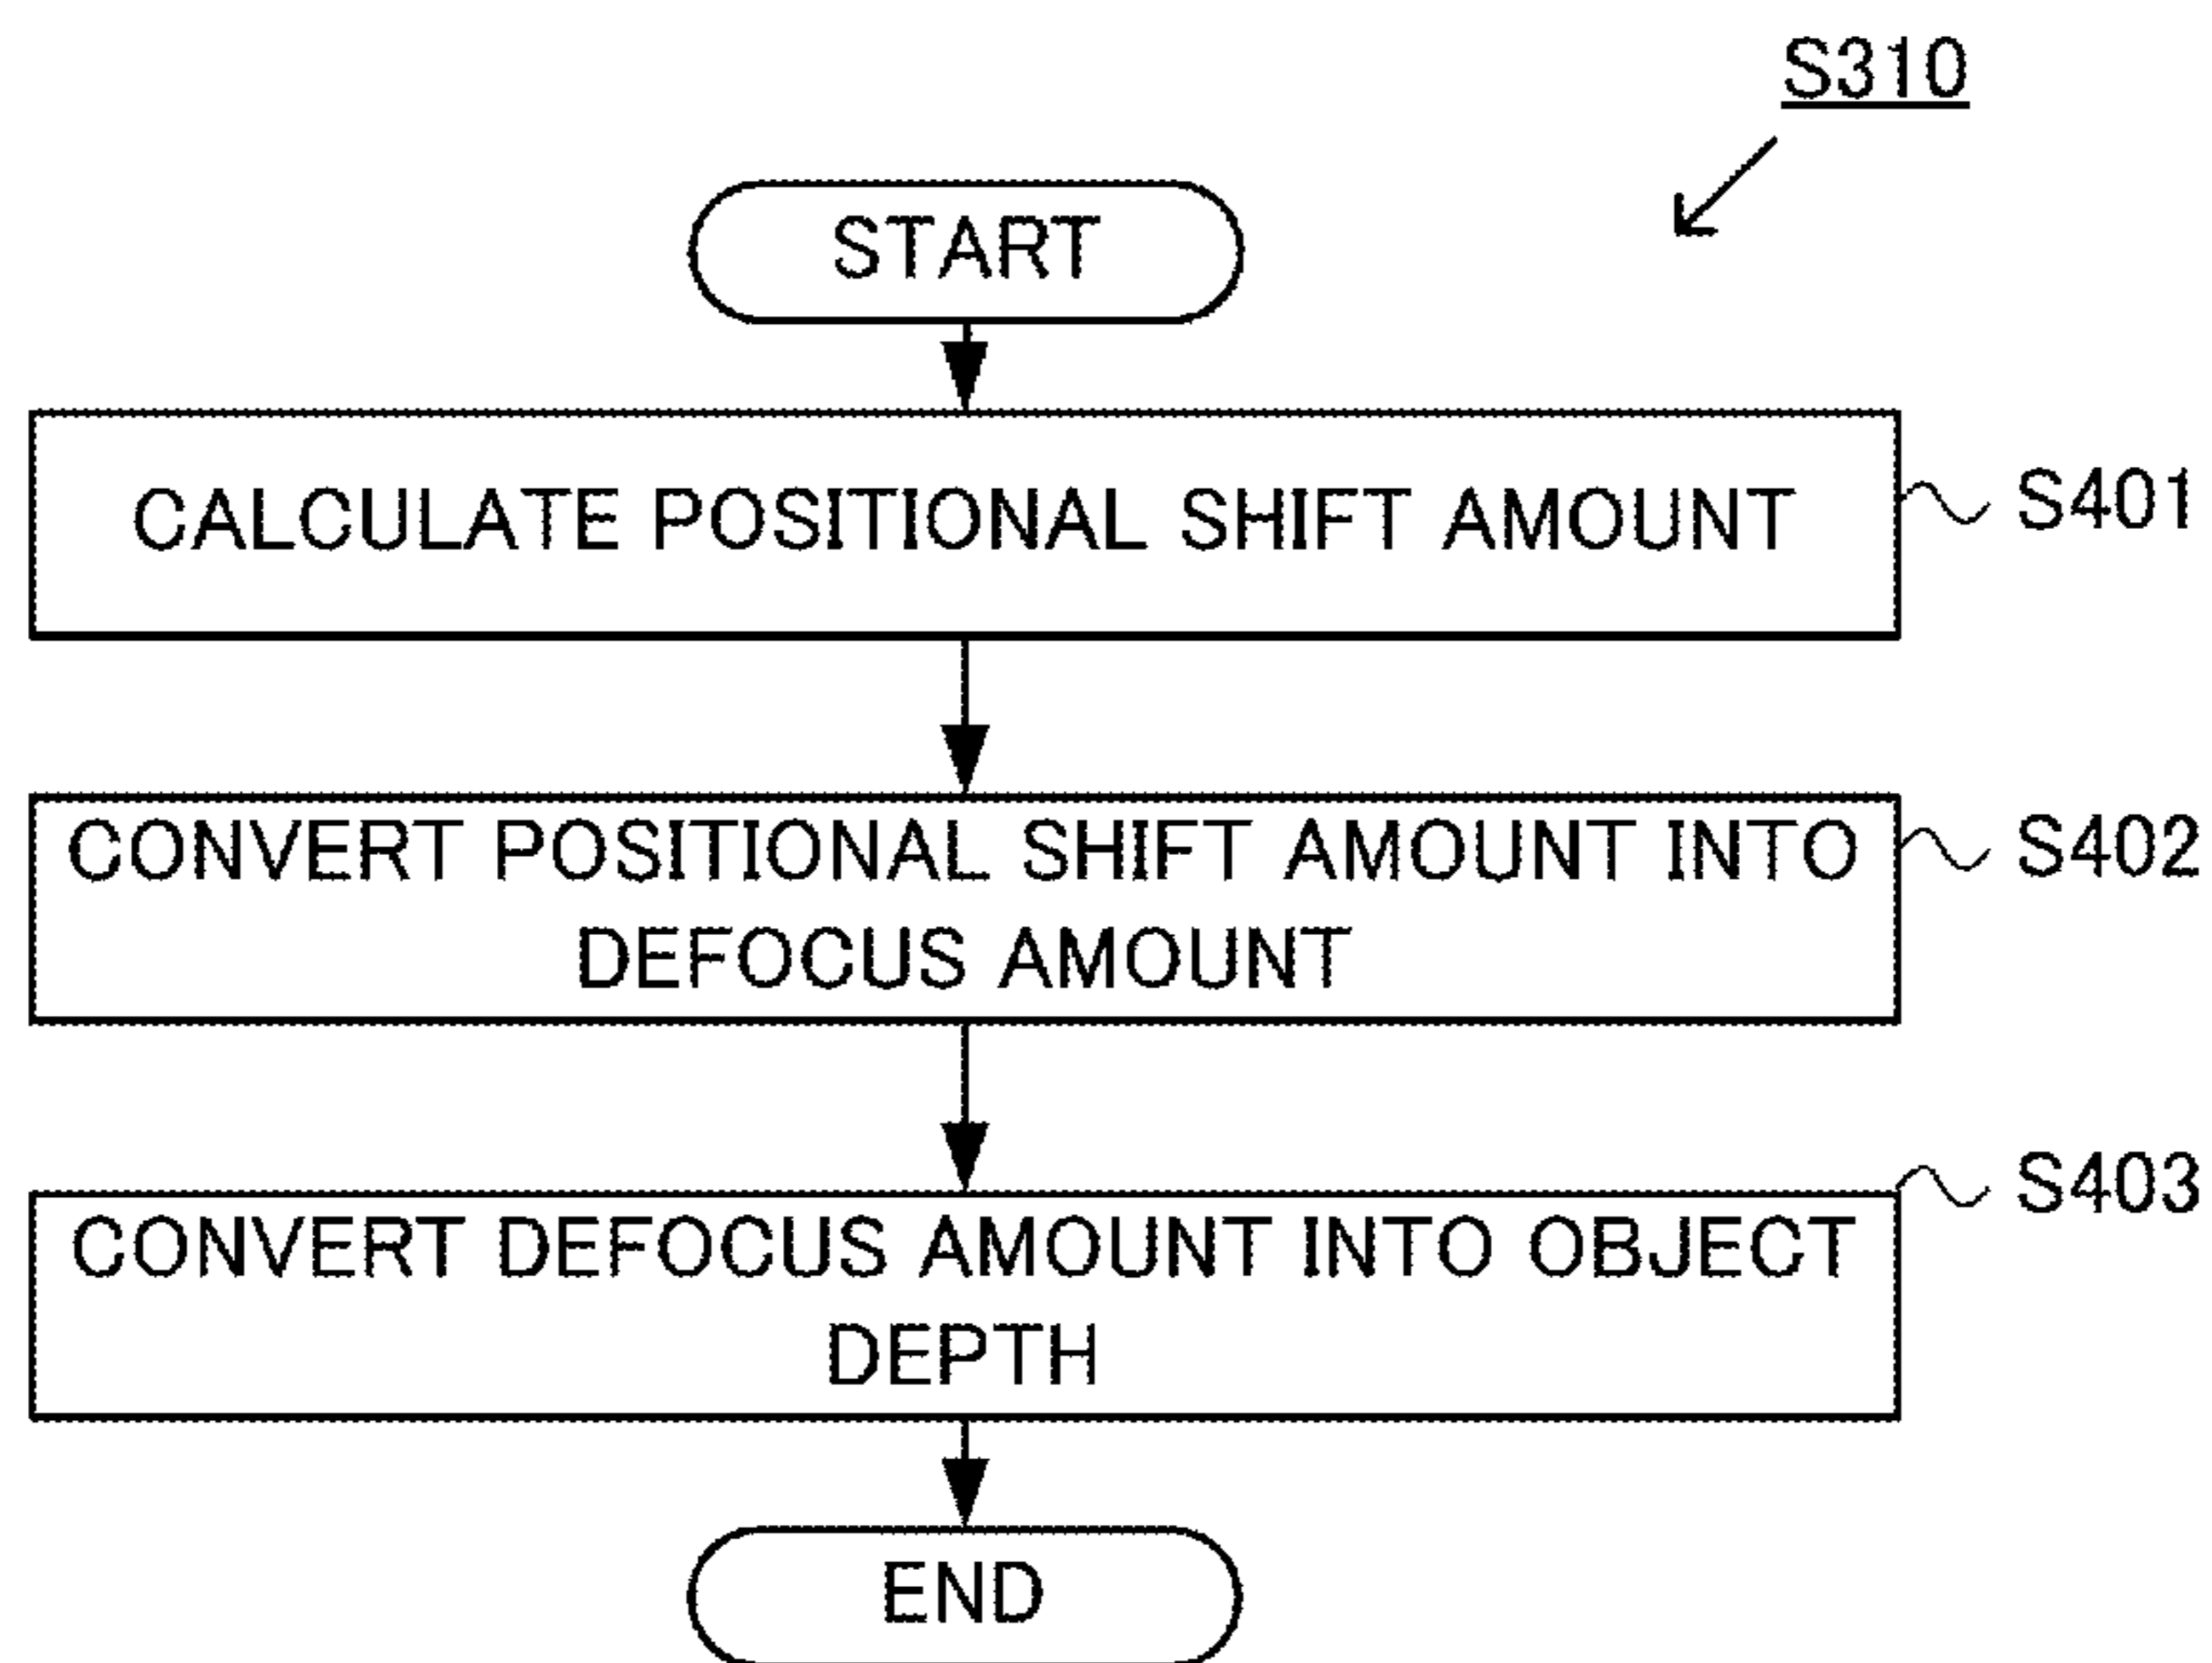 S310
START
CALCULATE POSITIONAL SHIFT AMOUNT
S401
CONVERT POSITIONAL SHIFT AMOUNT INTO
DEFOCUS AMOUNT
S402
CONVERT DEFOCUS AMOUNT INTO OBJECT
DEPTH
S403
END